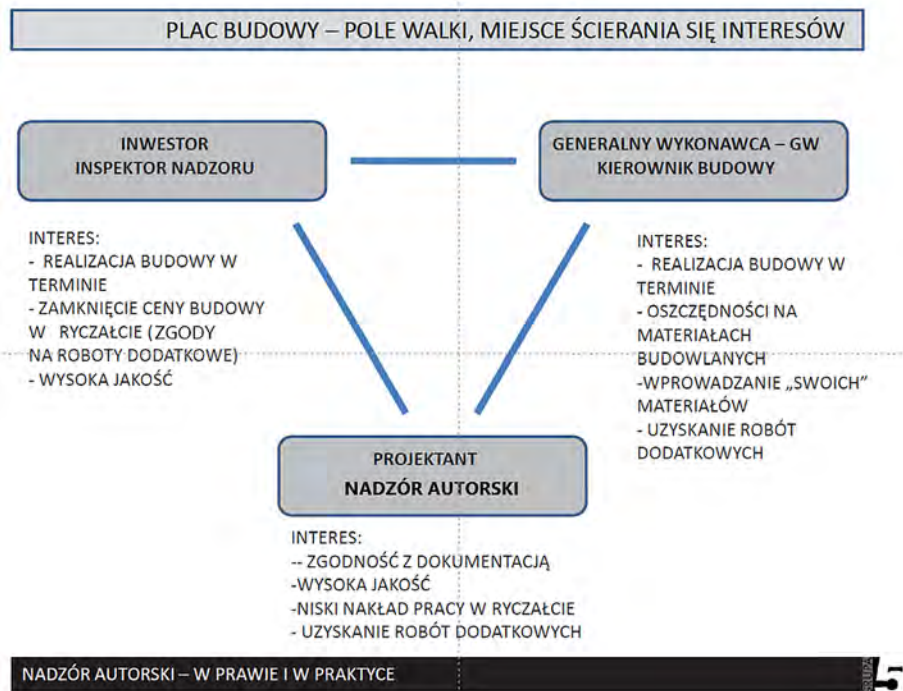 PLAC BUDOWY – POLE WALKI, MIEJSCE ŚCIERANIA SIĘ INTERESÓW
INWESTOR
INSPEKTOR NADZORU
GENERALNY WYKONAWCA – GW
KIEROWNIK BUDOWY
INTERES:
- REALIZACJA BUDOWY W
TERMINIE
- ZAMKNIĘCIE CENY BUDOWY
W RYCZAŁCIE (ZGODY
NA ROBOTY DODATKOWE)
- WYSOKA JAKOŚĆ
INTERES:
- REALIZACJA BUDOWY W
TERMINIE
- OSZCZĘDNOŚCI NA
MATERIAŁACH
BUDOWLANYCH
-WPROWADZANIE „SWOICH”
MATERIAŁÓW
- UZYSKANIE ROBÓT
DODATKOWYCH
PROJEKTANT
NADZÓR AUTORSKI
INTERES:
-- ZGODNOŚĆ Z DOKUMENTACJĄ
-WYSOKA JAKOŚĆ
-NISKI NAKŁAD PRACY W RYCZAŁCIE
- UZYSKANIE ROBÓT DODATKOWYCH
NADZÓR AUTORSKI – W PRAWIE I W PRAKTYCE
GRUPA
5